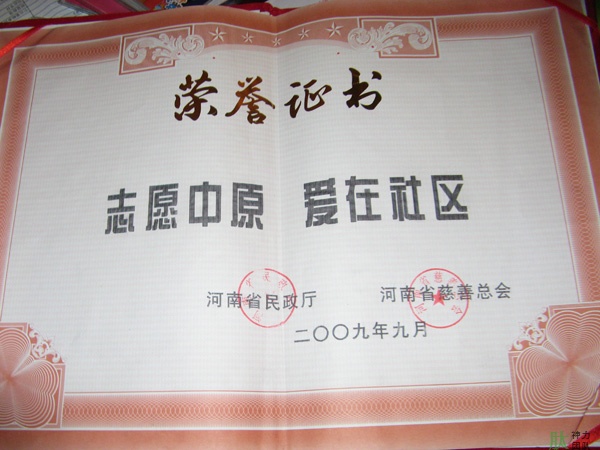 荣誉证书
志愿中原 爱在社区
河南省民政厅 河南省慈善总会
二〇〇九年九月